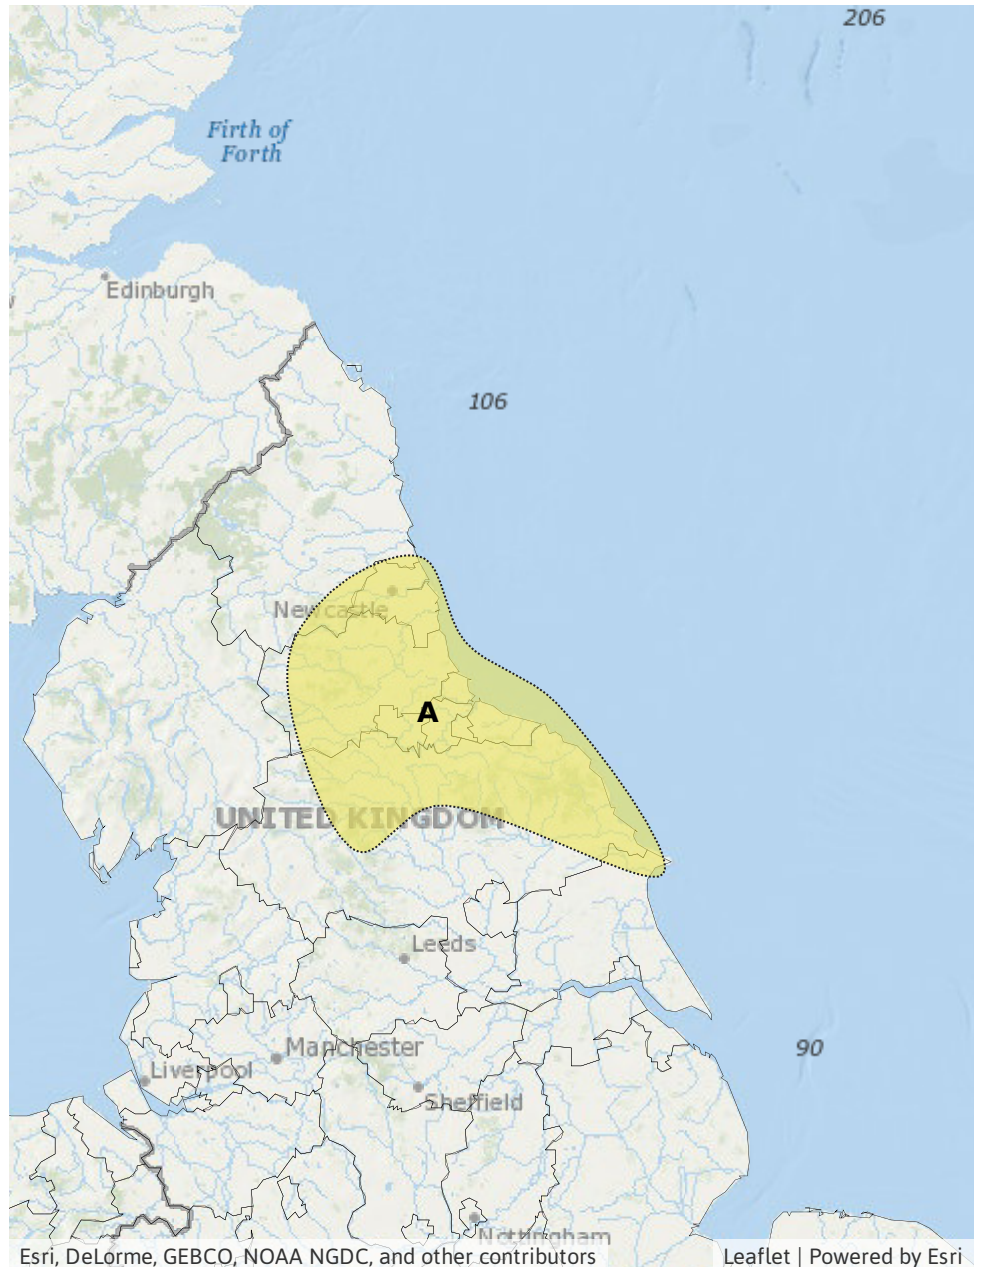 206
Firth of
Forth
Edinburgh
106
Newcastle
A
UNITED KINGDOM
Leeds
Manchester
90
Liverpool
Sheffield
Nottingham
Esri, DeLorme, GEBCO, NOAA NGDC, and other contributors
Leaflet | Powered by Esri